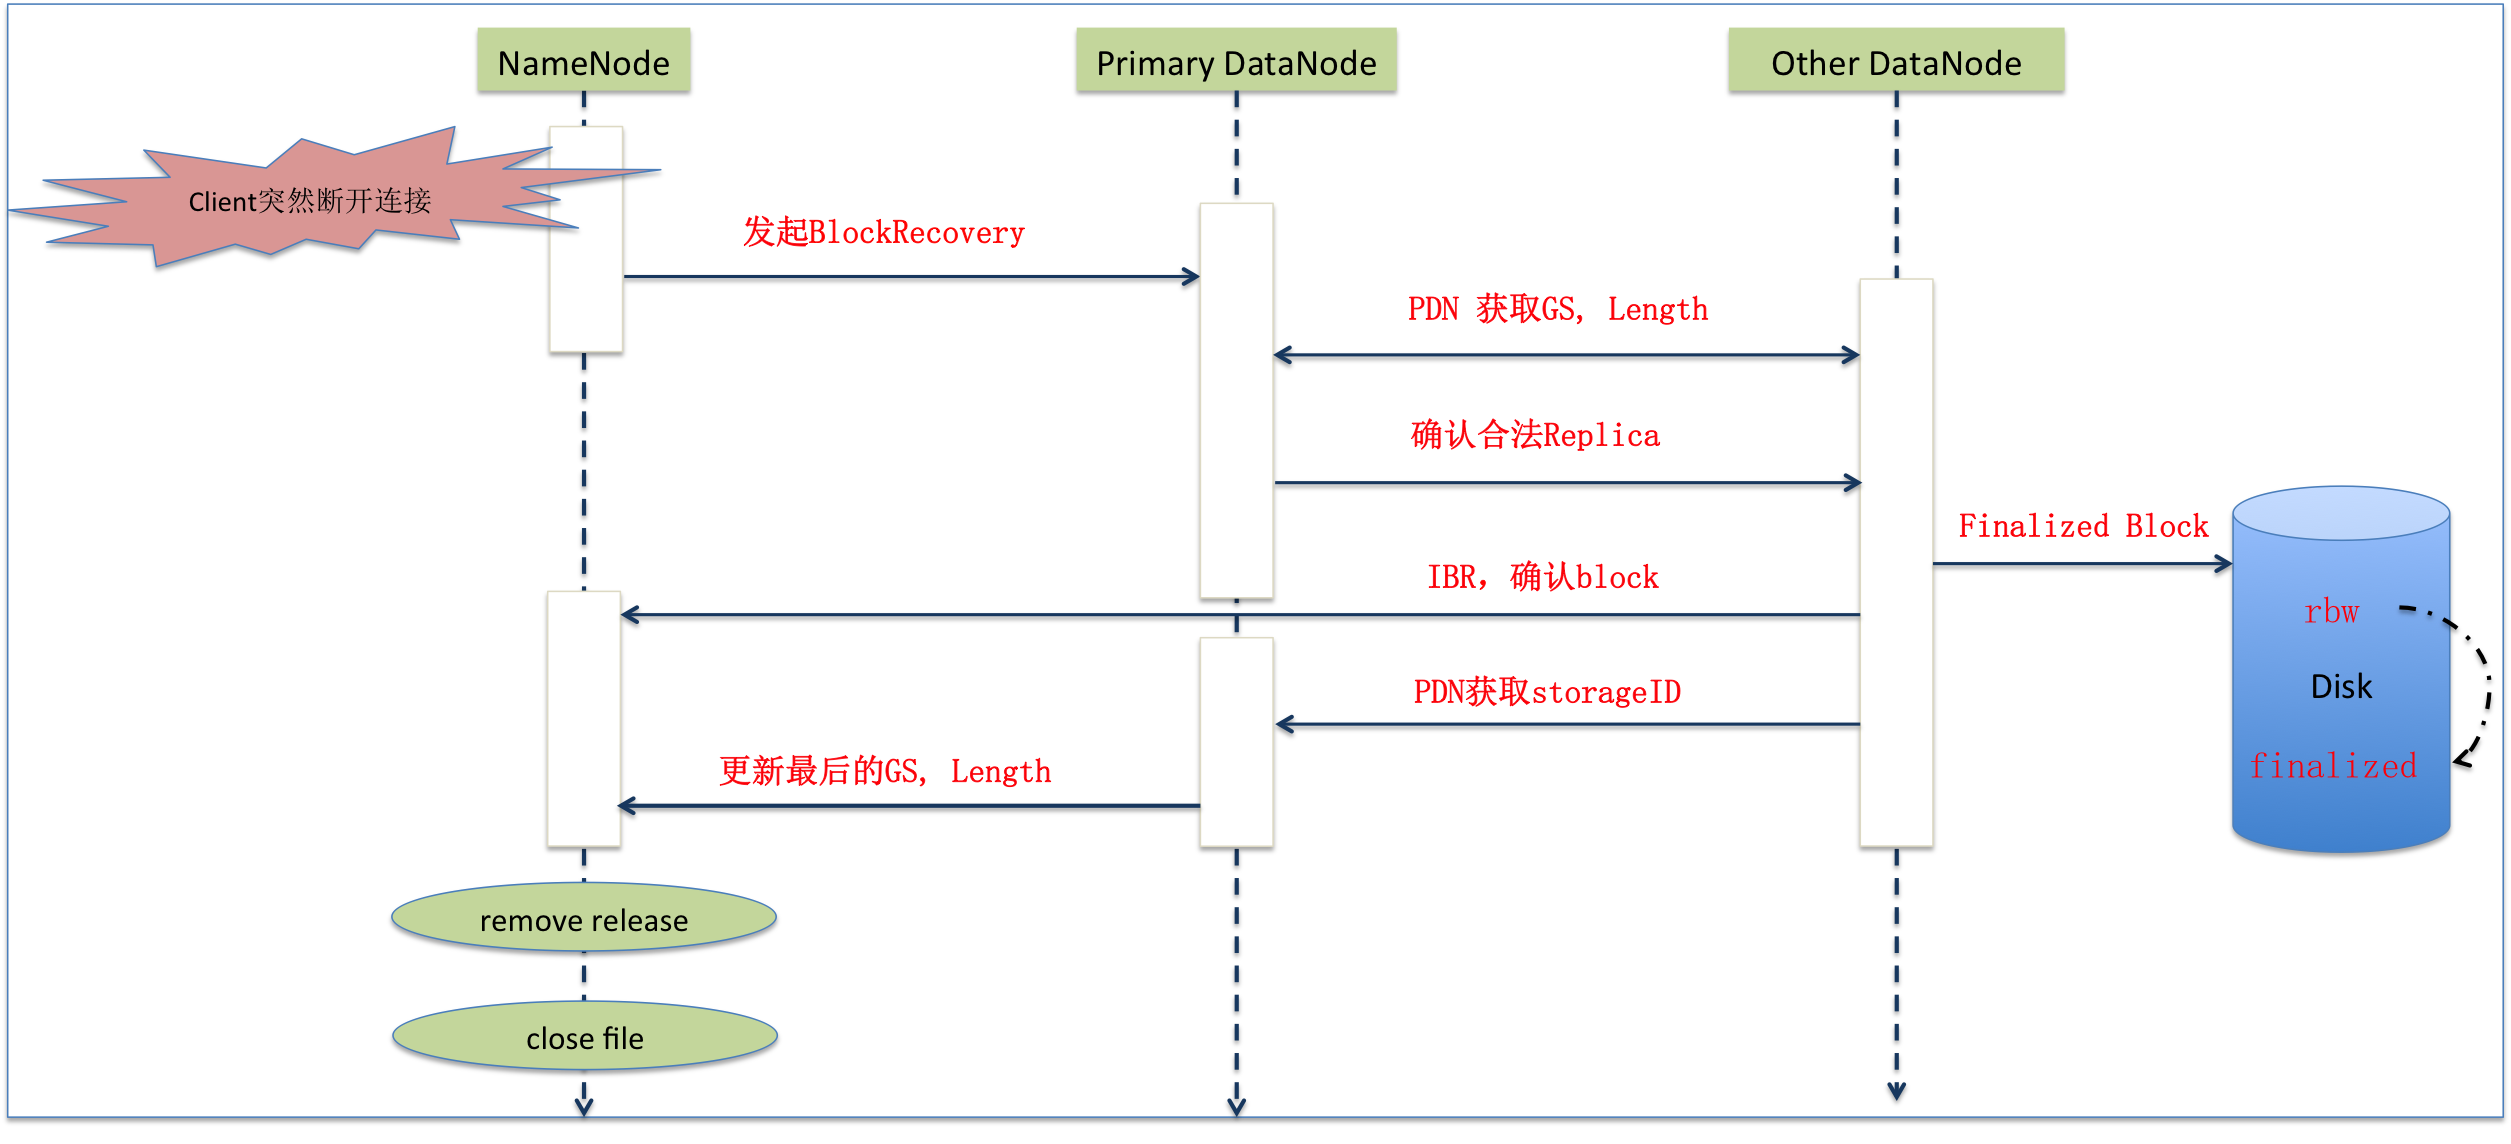 NameNode
Primary DataNode
Other DataNode
Client突然断开连接
发起BlockRecovery
PDN 获取GS, Length
确认合法Replica
Finalized Block
IBR，确认block
rbw
PDN获取storageID
Disk
更新最后的GS, Length
finalized
remove release
close file